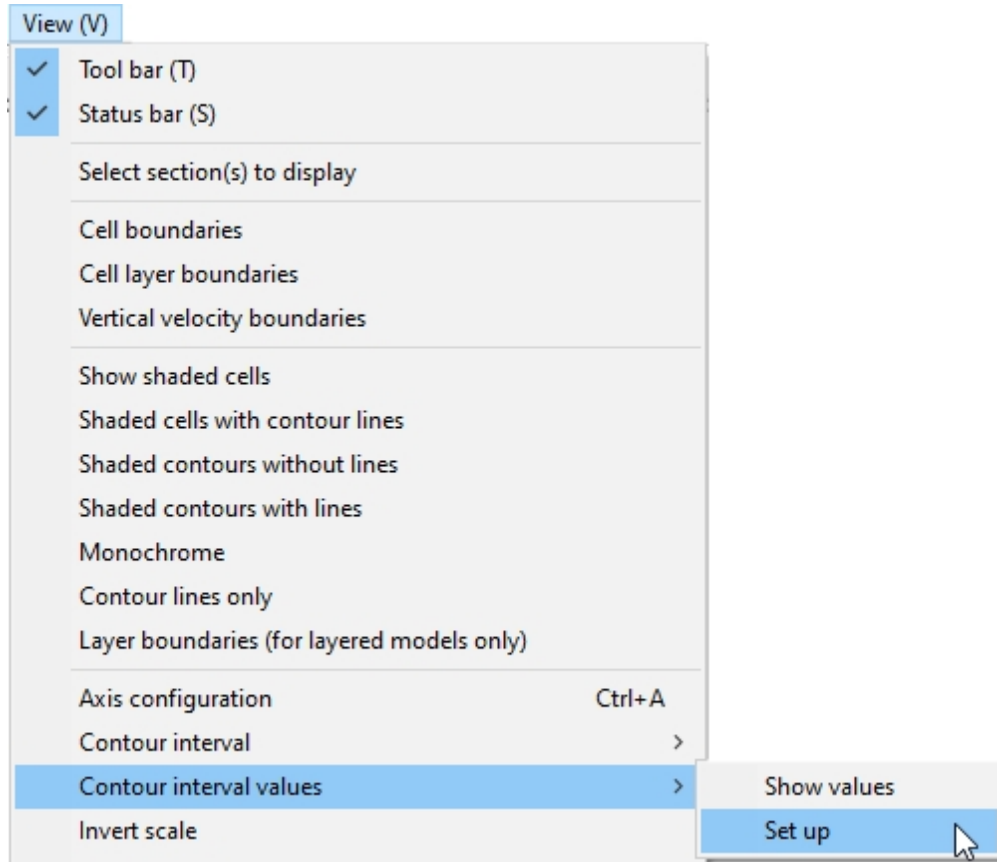 View (V)
Tool bar (T)
Status bar (S)
Select section(s) to display
Cell boundaries
Cell layer boundaries
Vertical velocity boundaries
Show shaded cells
Shaded cells with contour lines
Shaded contours without lines
Shaded contours with lines
Monochrome
Contour lines only
Layer boundaries (for layered models only)
Axis configuration Ctrl+A
Contour interval
Contour interval values
Show values
Invert scale
Set up